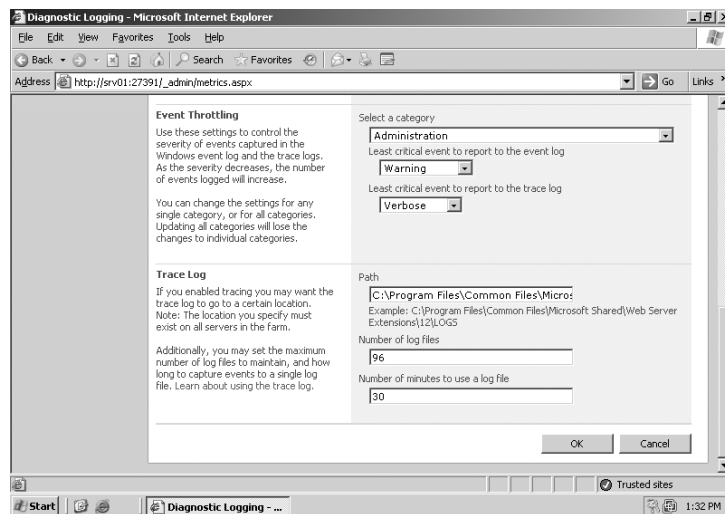 Diagnostic Logging - Microsoft Internet Explorer
File Edit View Favorites Tools Help
Back Search Favorites
Address http://srv01:27391/_admin/metrics.aspx Go Links
Event Throttling
Use these settings to control the
severity of events captured in the
Windows event log and the trace logs.
As the severity decreases, the number
of events logged will increase.
You can change the settings for any
single category, or for all categories.
Updating all categories will lose the
changes to individual categories.
Select a category
Administration
Least critical event to report to the event log
Warning
Least critical event to report to the trace log
Verbose
Trace Log
If you enabled tracing you may want the
trace log to go to a certain location.
Note: The location you specify must
exist on all servers in the farm.
Additionally, you may set the maximum
number of log files to maintain, and how
long to capture events to a single log
file. Learn about using the trace log.
Path
C:\Program Files\Common Files\Micros
Example: C:\Program Files\Common Files\Microsoft Shared\Web Server
Extensions\12\LOGS
Number of log files
96
Number of minutes to use a log file
30
OK Cancel
Trusted sites
Start Diagnostic Logging - ... 1:32 PM